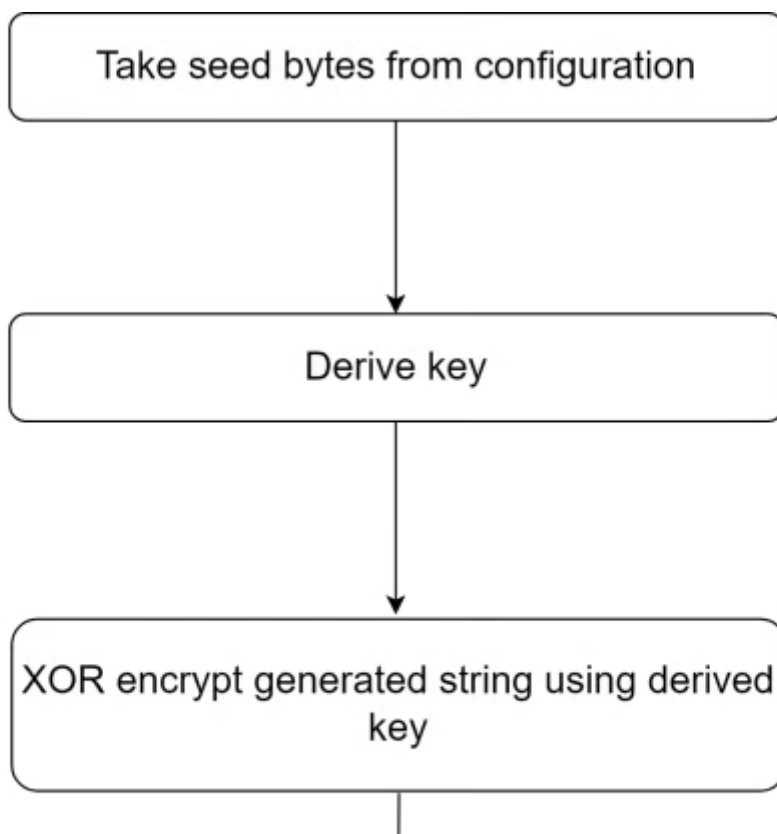 Take seed bytes from configuration
Derive key
XOR encrypt generated string using derived
key